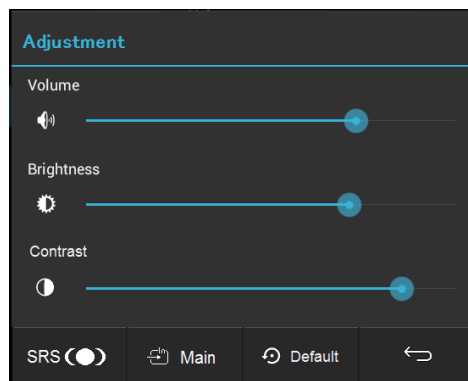 Adjustment
Volume
Brightness
Contrast
SRS Main Default